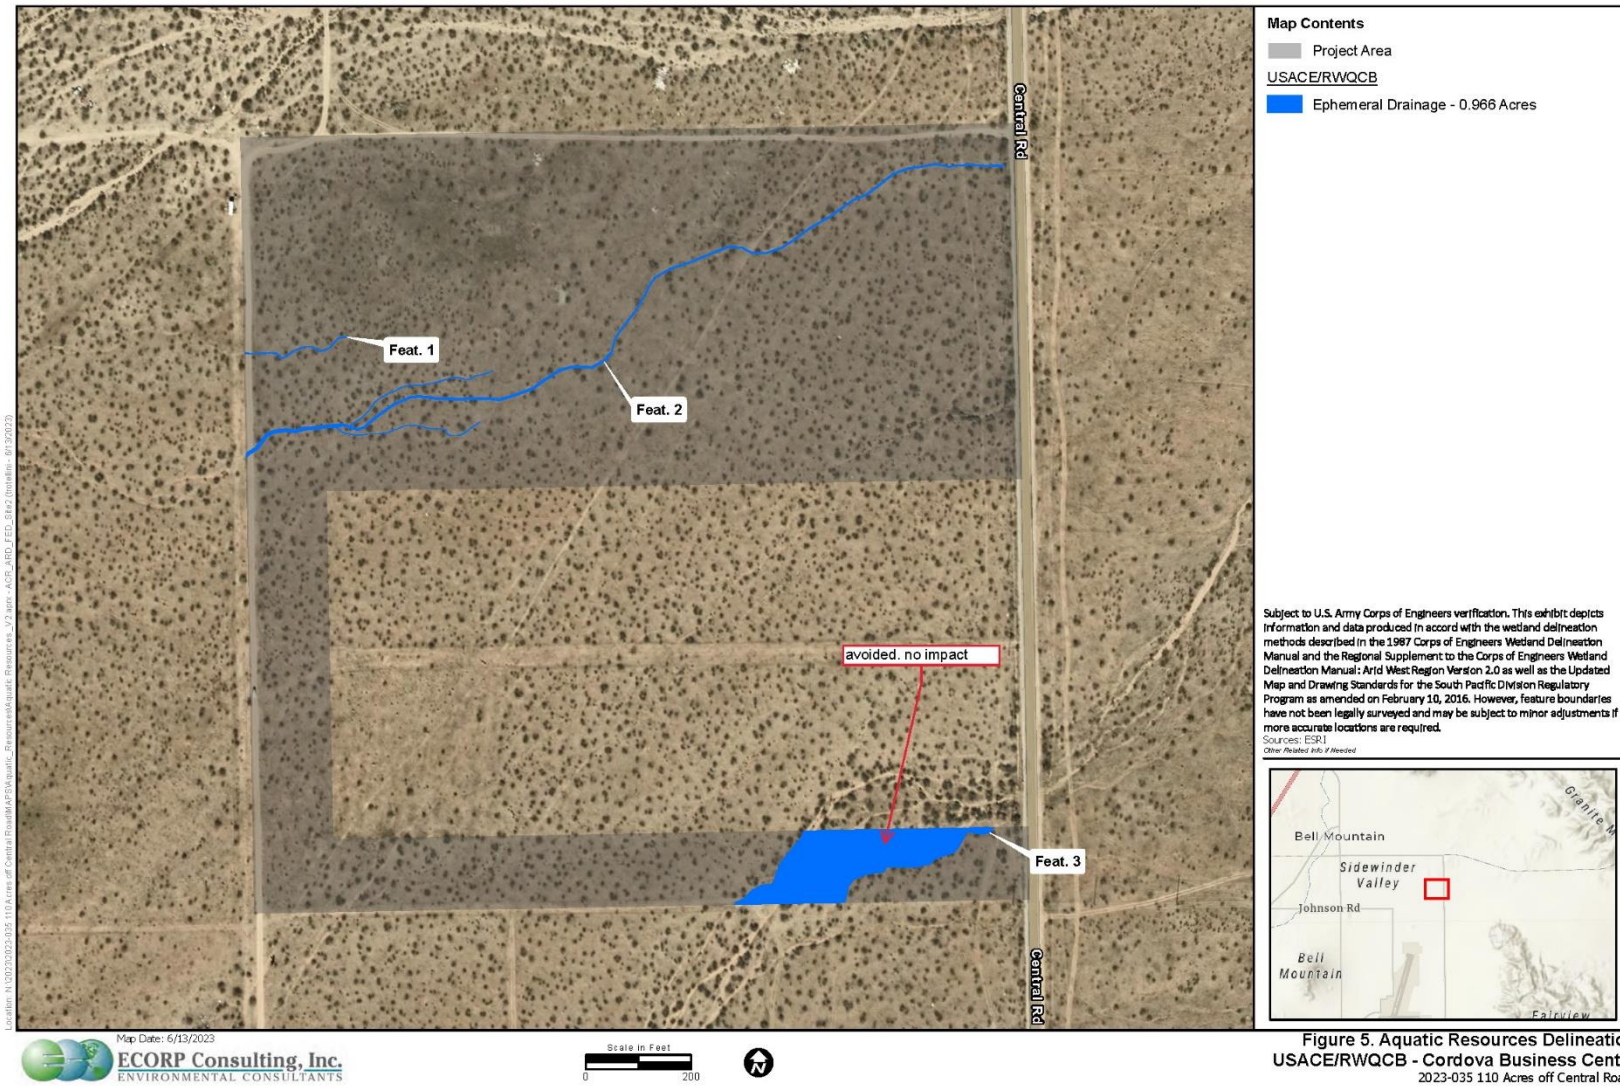 Map Contents
Project Area
USACE/RWQCB
Ephemeral Drainage - 0.966 Acres
Central Rd
Feat. 1
Feat. 2
avoided. no impact
Feat. 3
Central Rd
Subject to U.S. Army Corps of Engineers verification. This exhibit depicts
information and data produced in accord with the wetland delineation
methods described in the 1987 Corps of Engineers Wetland Delineation
Manual and the Regional Supplement to the Corps of Engineers Wetland
Delineation Manual: Arid West Region Version 2.0 as well as the Updated
Map and Drawing Standards for the South Pacific Division Regulatory
Program as amended on February 10, 2016. However, feature boundaries
have not been legally surveyed and may be subject to minor adjustments if
more accurate locations are required.
Sources: ESRI
Other Related Info if Needed
Granite M
Bell Mountain
Sidewinder
Valley
Johnson Rd
Bell
Mountain
Fairview
Map Date: 6/13/2023
ECORP Consulting, Inc.
ENVIRONMENTAL CONSULTANTS
Scale in Feet
0 200
N
Figure 5. Aquatic Resources Delineatio
USACE/RWQCB - Cordova Business Cent
2023-035 110 Acres off Central Roa